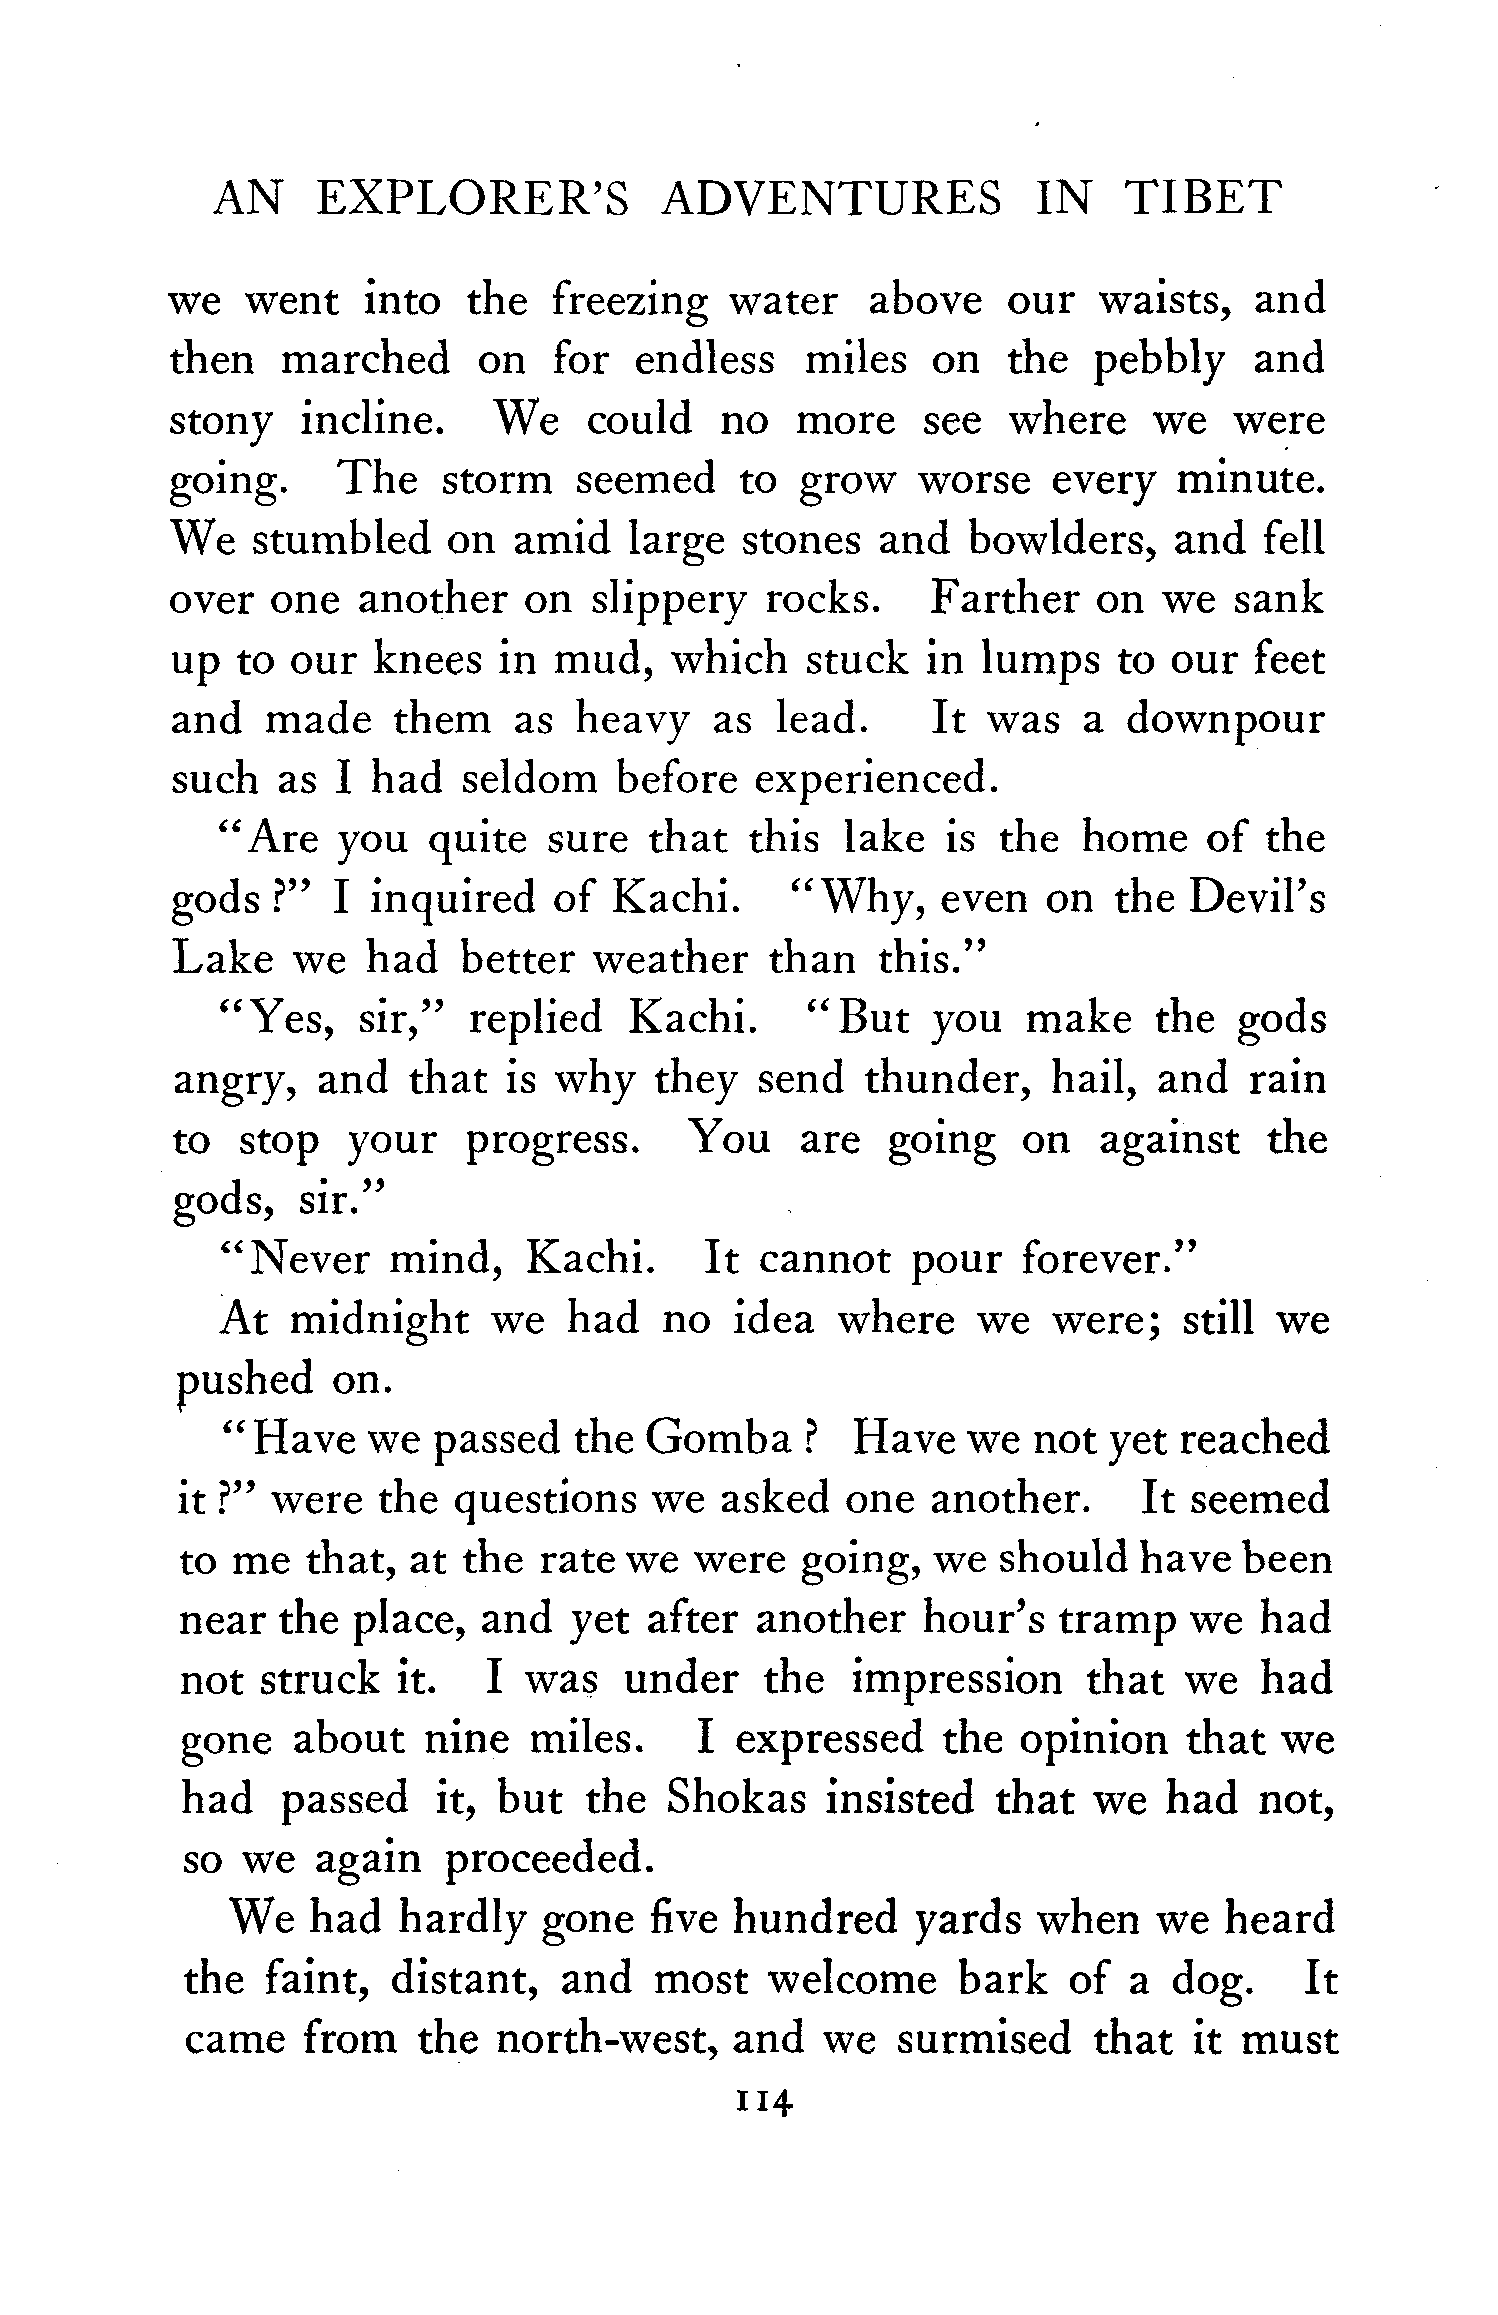 AN EXPLORER'S ADVENTURES IN TIBET
we went into the freezing water above our waists, and
then marched on for endless miles on the pebbly and
stony incline. We could no more see where we were
going. The storm seemed to grow worse every minute.
We stumbled on amid large stones and bowlders, and fell
over one another on slippery rocks. Farther on we sank
up to our knees in mud, which stuck in lumps to our feet
and made them as heavy as lead. It was a downpour
such as I had seldom before experienced.
"Are you quite sure that this lake is the home of the
gods?" I inquired of Kachi. "Why, even on the Devil's
Lake we had better weather than this."
"Yes, sir," replied Kachi. "But you make the gods
angry, and that is why they send thunder, hail, and rain
to stop your progress. You are going on against the
gods, sir."
"Never mind, Kachi. It cannot pour forever."
At midnight we had no idea where we were; still we
pushed on.
"Have we passed the Gomba? Have we not yet reached
it?" were the questions we asked one another. It seemed
to me that, at the rate we were going, we should have been
near the place, and yet after another hour's tramp we had
not struck it. I was under the impression that we had
gone about nine miles. I expressed the opinion that we
had passed it, but the Shokas insisted that we had not,
so we again proceeded.
We had hardly gone five hundred yards when we heard
the faint, distant, and most welcome bark of a dog. It
came from the north-west, and we surmised that it must
114